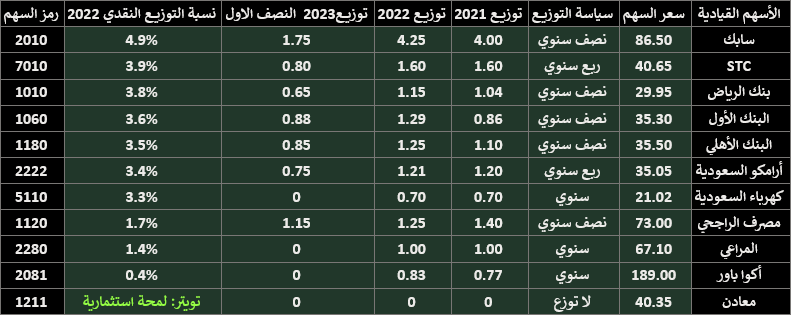 الأسهم القيادية سعر السهم سياسة التوزيع توزيع 2021 توزيع 2022 توزيع2023 النصف الاول نسبة التوزيع النقدي 2022 رمز السهم
سابك 86.50 نصف سنوي 4.00 4.25 1.75 4.9% 2010
STC 40.65 ربع سنوي 1.60 1.60 0.80 3.9% 7010
بنك الرياض 29.95 نصف سنوي 1.04 1.15 0.65 3.8% 1010
البنك الأول 35.30 نصف سنوي 0.86 1.29 0.88 3.6% 1060
البنك الأهلي 35.50 نصف سنوي 1.10 1.25 0.85 3.5% 1180
أرامكو السعودية 35.05 ربع سنوي 1.20 1.21 0.75 3.4% 2222
كهرباء السعودية 21.02 سنوي 0.70 0.70 0 3.3% 5110
مصرف الراجحي 73.00 نصف سنوي 1.40 1.25 1.15 1.7% 1120
المراعي 67.10 سنوي 1.00 1.00 0 1.4% 2280
أكوا باور 189.00 سنوي 0.77 0.83 0 0.4% 2081
معادن 40.35 لا توزع 0 0 0 تويتر: لمحة استثمارية 1211